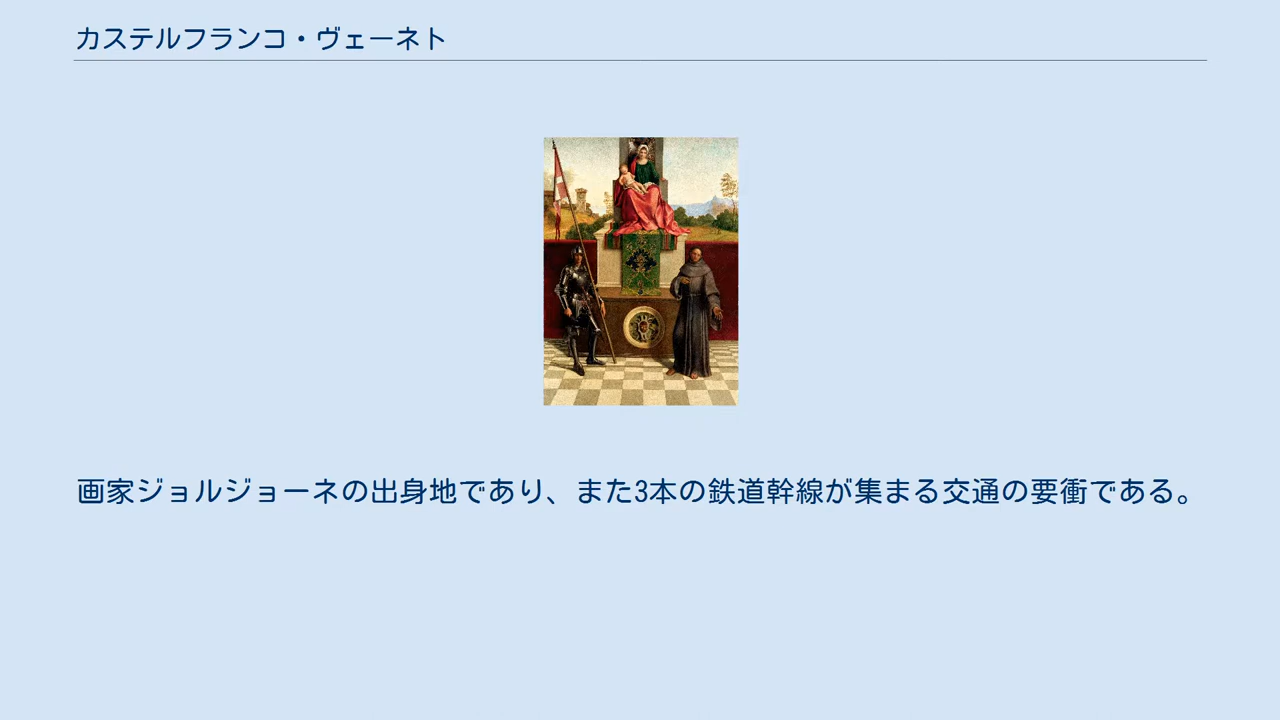 カステルフランコ・ヴェーネト
画家ジョルジョーネの出身地であり、また3本の鉄道幹線が集まる交通の要衝である。